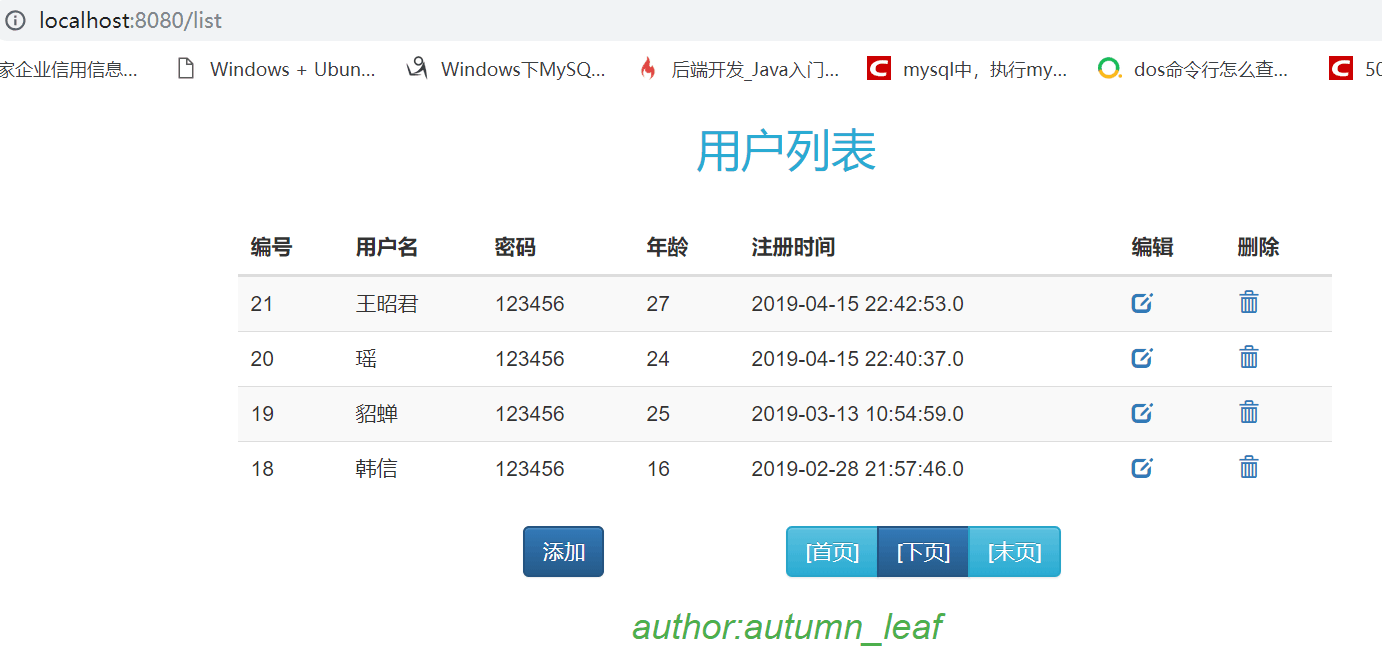 localhost:8080/list
家企业信用信息... Windows + Ubun... Windows下MySQ... 后端开发_Java入门... mysql中，执行my... dos命令行怎么查... 50
用户列表
编号 用户名 密码 年龄 注册时间 编辑 删除
21 王昭君 123456 27 2019-04-15 22:42:53.0
20 瑶 123456 24 2019-04-15 22:40:37.0
19 貂蝉 123456 25 2019-03-13 10:54:59.0
18 韩信 123456 16 2019-02-28 21:57:46.0
添加 [首页] [下页] [末页]
author:autumn_leaf